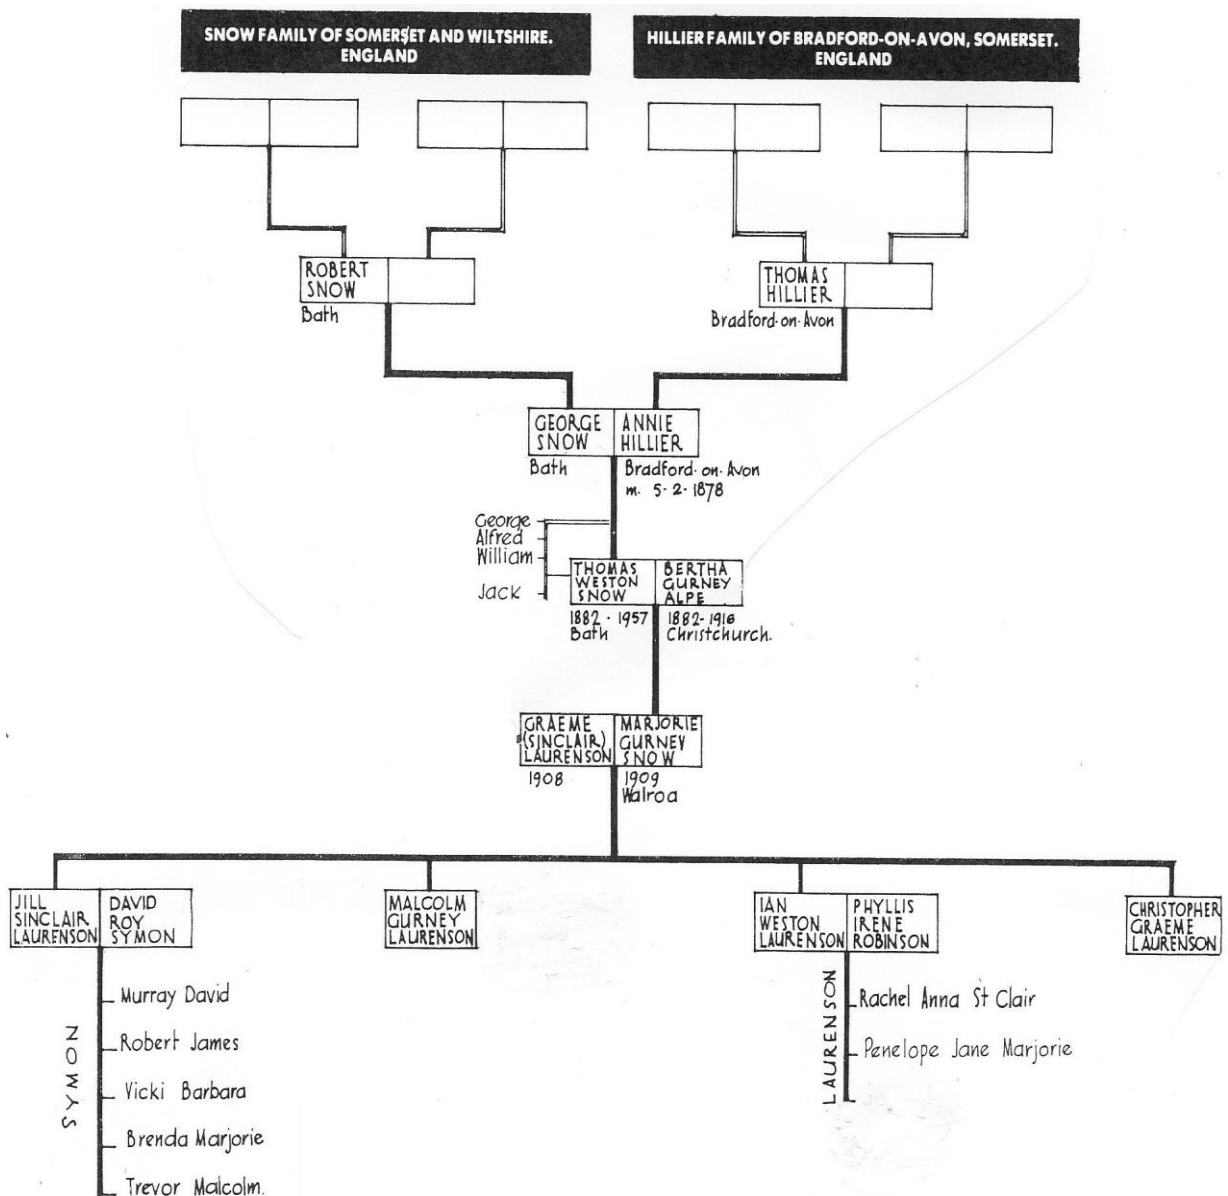 SNOW FAMILY OF SOMERSET AND WILTSHIRE.
ENGLAND
HILLIER FAMILY OF BRADFORD-ON-AVON, SOMERSET.
ENGLAND
ROBERT
SNOW
Bath
THOMAS
HILLIER
Bradford-on-Avon
GEORGE
SNOW
Bath
ANNIE
HILLIER
Bradford-on-Avon
m. 5-2-1878
George
Alfred
William
Jack
THOMAS
WESTON
SNOW
1882-1957
Bath
BERTHA
GURNEY
ALPE
1882-1916
Christchurch.
GRAEME
(SINCLAIR)
LAURENSON
1908
MARJORIE
GURNEY
SNOW
1909
Walroa
JILL
SINCLAIR
LAURENSON
DAVID
ROY
SYMON
MALCOLM
GURNEY
LAURENSON
IAN
WESTON
LAURENSON
PHYLLIS
IRENE
ROBINSON
CHRISTOPHER
GRAEME
LAURENSON
SYMON
Murray David
Robert James
Vicki Barbara
Brenda Marjorie
Trevor Malcolm.
LAURENSON
Rachel Anna St Clair
Penelope Jane Marjorie